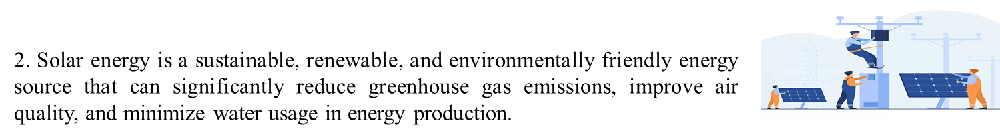 2. Solar energy is a sustainable, renewable, and environmentally friendly energy
source that can significantly reduce greenhouse gas emissions, improve air
quality, and minimize water usage in energy production.